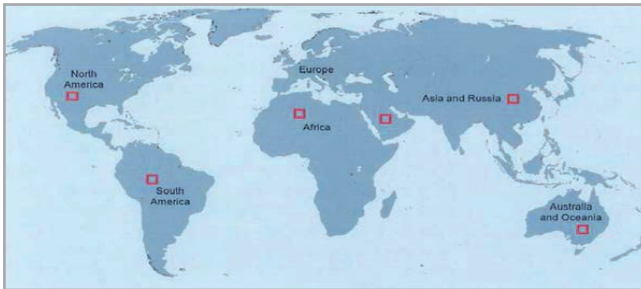 North
America
Europe
Asia and Russia
Africa
South
America
Australia
and Oceania